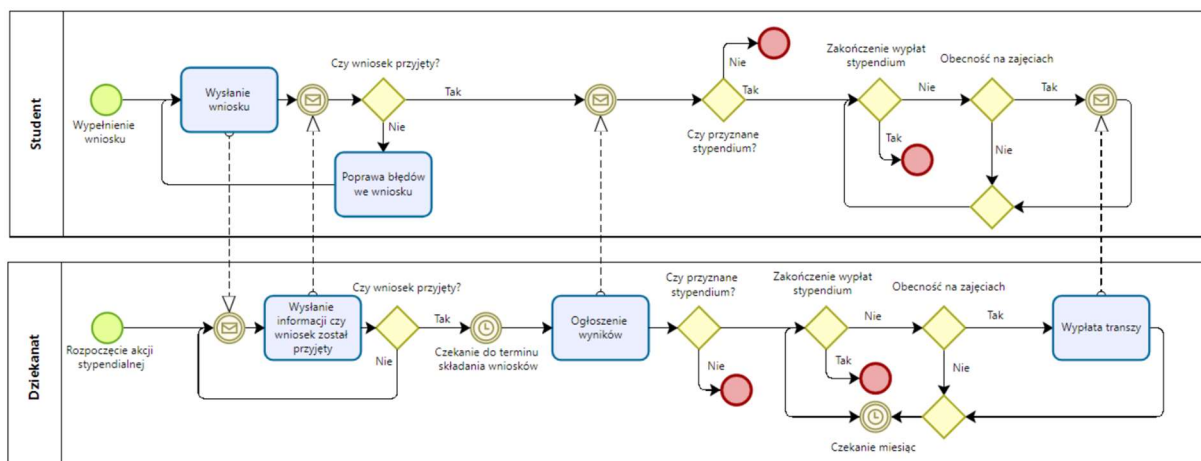 Student
Wypełnienie
wniosku
Wysłanie
wniosku
Czy wniosek przyjęty?
Tak
Nie
Poprawa błędów
we wniosku
Nie
Tak
Czy przyznane
stypendium?
Zakończenie wypłat
stypendium
Nie
Tak
Obecność na zajęciach
Tak
Nie
Dziekanat
Rozpoczęcie akcji
stypendialnej
Wysłanie
informacji czy
wniosek został
przyjęty
Czy wniosek przyjęty?
Tak
Nie
Czekanie do terminu
składania wniosków
Ogłoszenie
wyników
Czy przyznane
stypendium?
Nie
Zakończenie wypłat
stypendium
Nie
Tak
Obecność na zajęciach
Tak
Nie
Wypłata transzy
Czekanie miesiąc